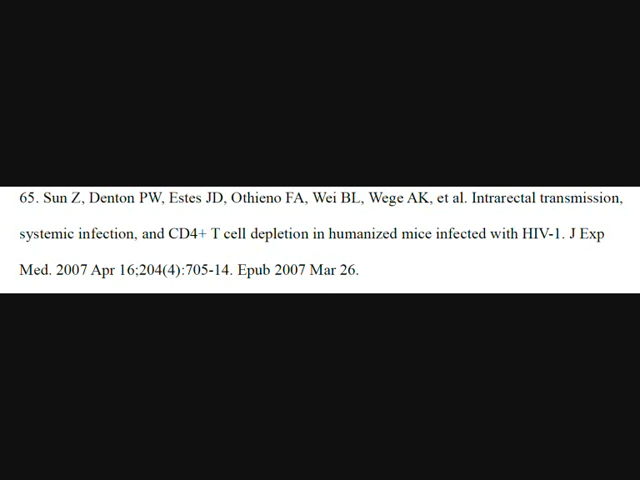 65. Sun Z, Denton PW, Estes JD, Othieno FA, Wei BL, Wege AK, et al. Intrarectal transmission,
systemic infection, and CD4+ T cell depletion in humanized mice infected with HIV-1. J Exp
Med. 2007 Apr 16;204(4):705-14. Epub 2007 Mar 26.